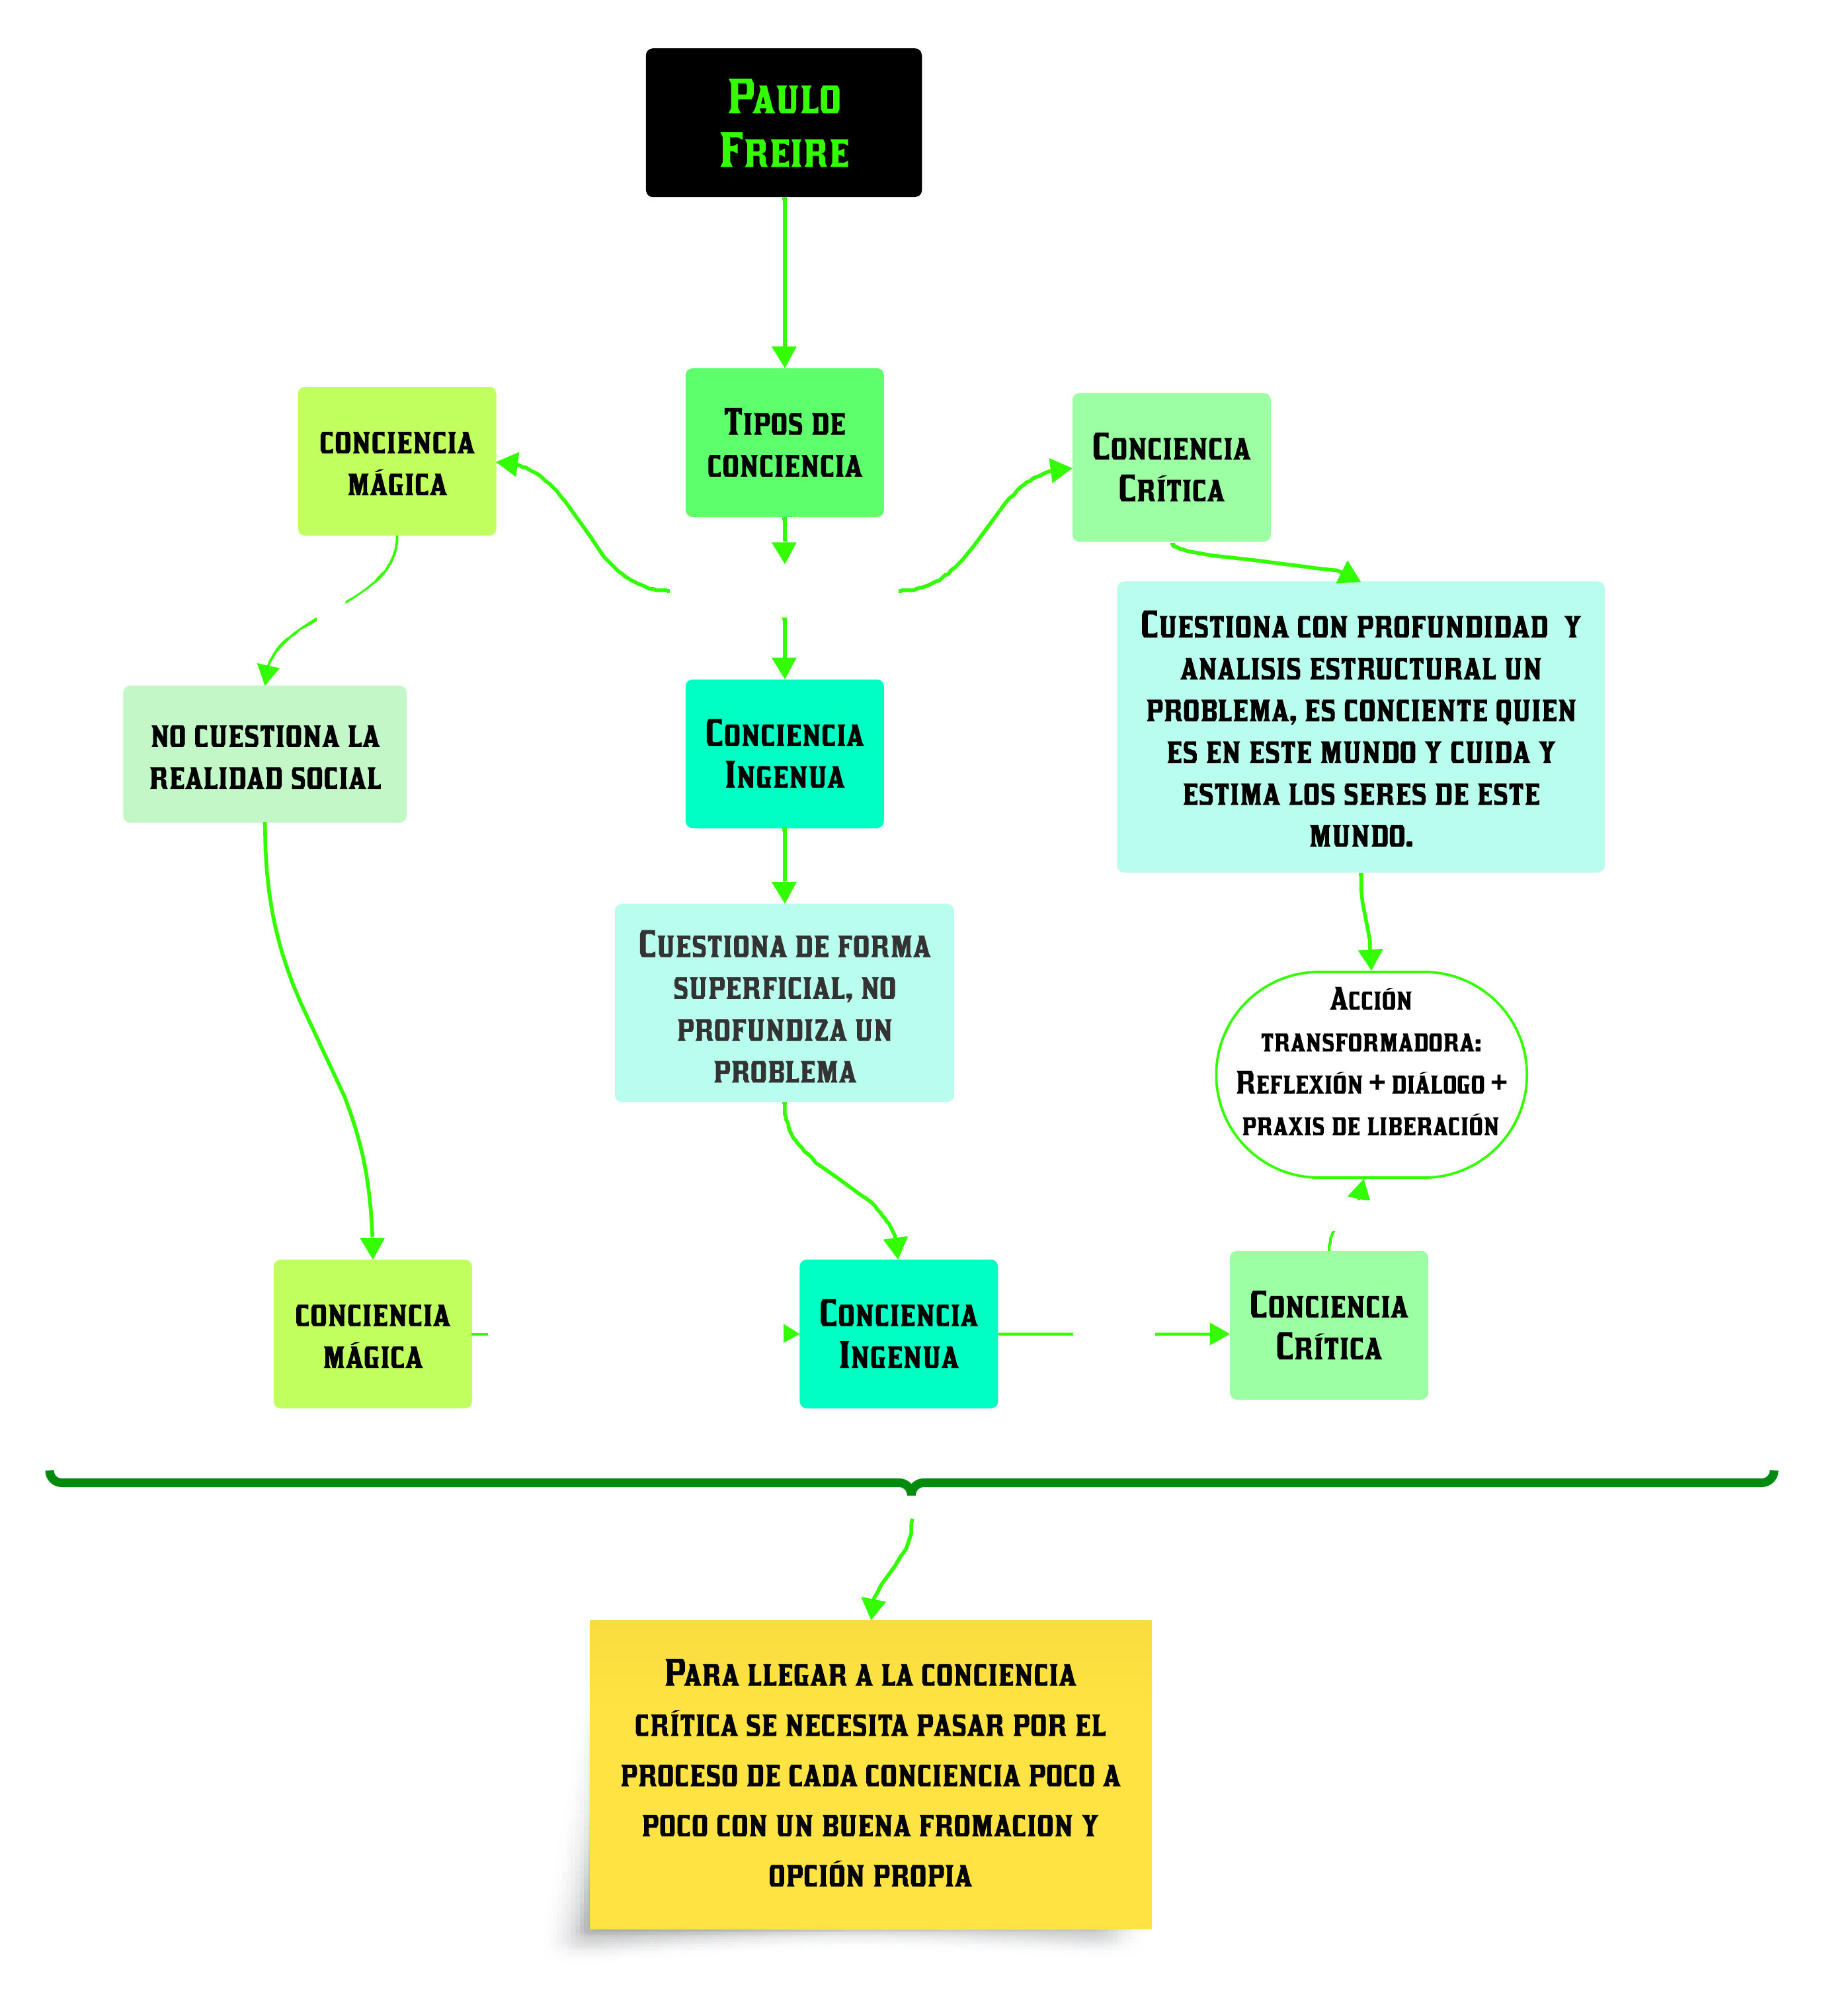 Paulo
Freire
Tipos de
conciencia
conciencia
mágica
Conciencia
Crítica
no cuestiona la
realidad social
Conciencia
Ingenua
Cuestiona con profundidad y
analisis estructural un
problema, es conciente quien
es en este mundo y cuida y
estima los seres de este
mundo.
Cuestiona de forma
superficial, no
profundiza un
problema
Acción
transformadora:
Reflexión + diálogo +
praxis de liberación
conciencia
mágica
Conciencia
Ingenua
Conciencia
Crítica
Para llegar a la conciencia
crítica se necesita pasar por el
proceso de cada conciencia poco a
poco con un buena fromacion y
opción propia